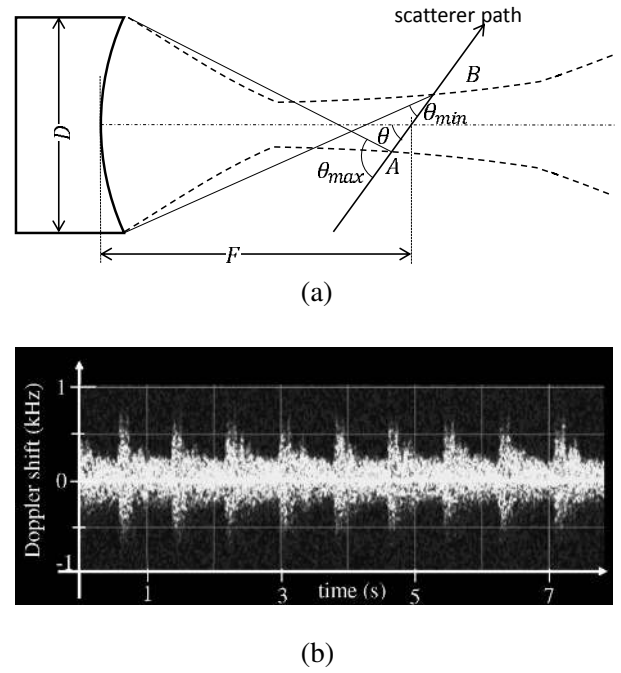 scatterer path
B
D
θmin
θ
A
θmax
F
(a)
Doppler shift (kHz)
1
0
-1
1
3
time (s)
5
7
(b)